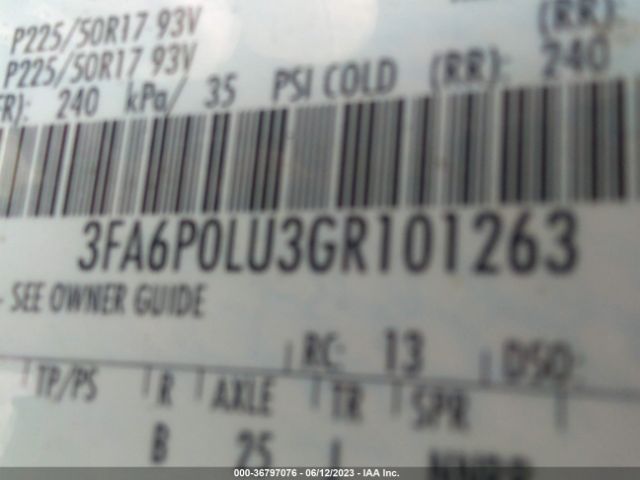 P225/50R17 93V
P225/50R17 93V
(RR):
FR): 240 kPa/ 35 PSI COLD (RR): 240
3FA6P0LU3GR101263
- SEE OWNER GUIDE
RC: 13 DSO:
TP/PS R AXLE TR SPR
B 25
000-36797076 - 06/12/2023 - IAA Inc.